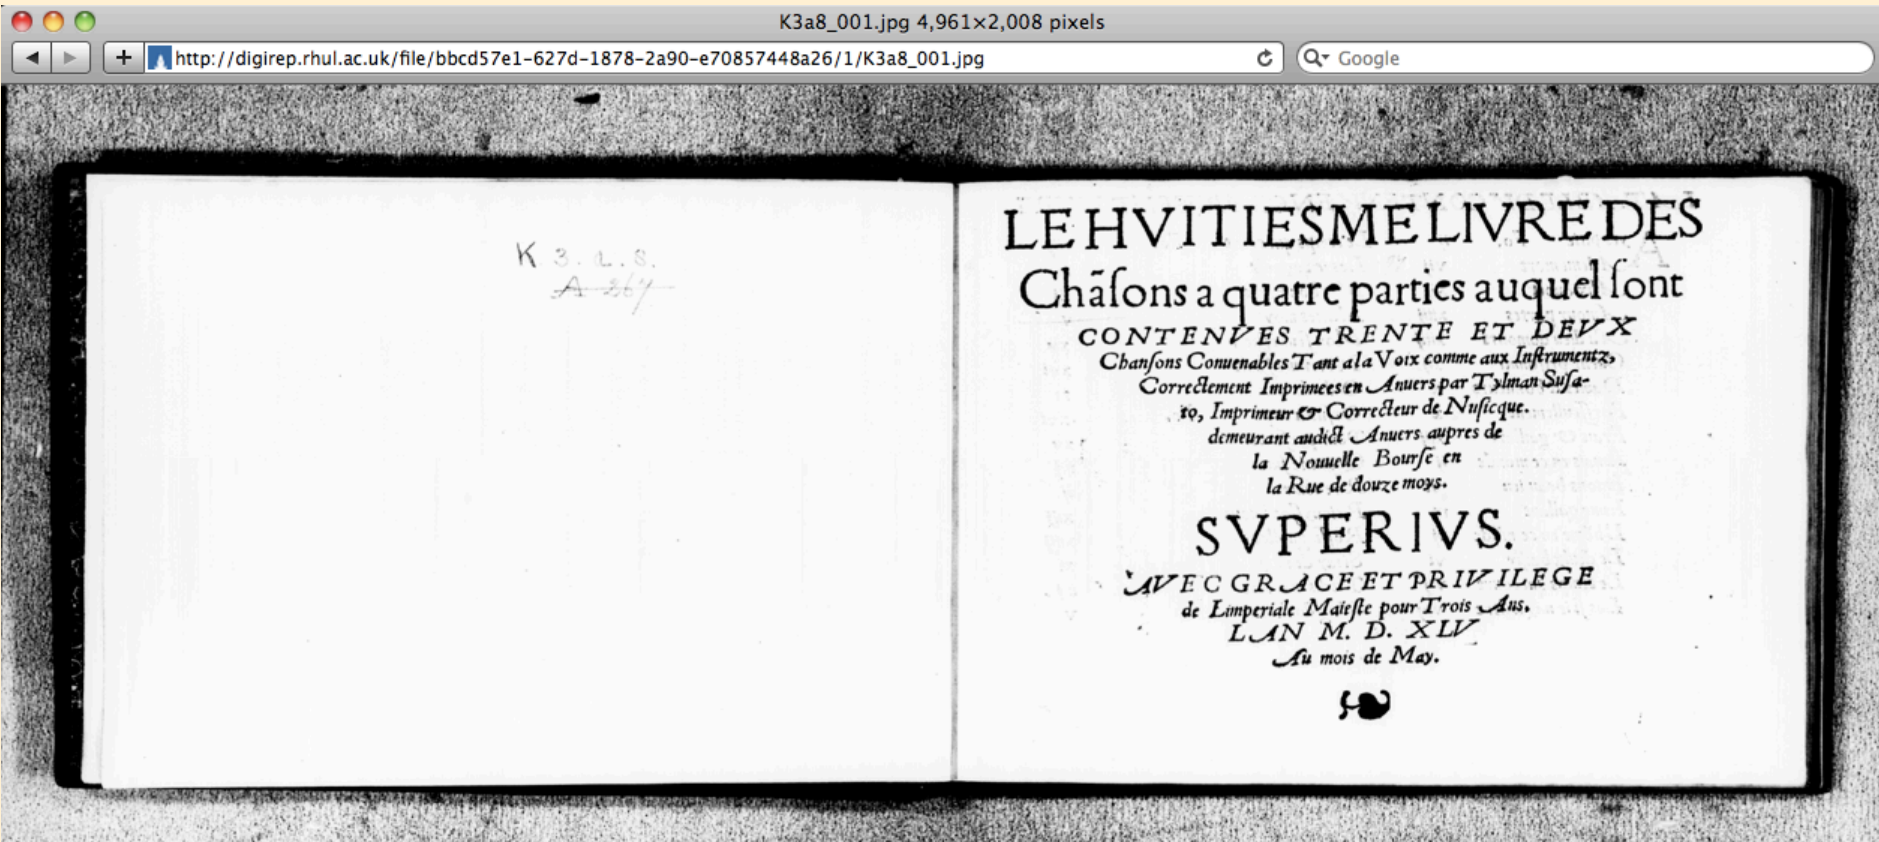 K3a8_001.jpg 4,961×2,008 pixels
http://digirep.rhul.ac.uk/file/bbcd57e1-627d-1878-2a90-e70857448a26/1/K3a8_001.jpg
Google
K 3. a. 8.
A 267
LE HVITIESME LIVRE DES
Chãſons a quatre parties auquel ſont
CONTENVES TRENTE ET DEVX
Chanſons Conuenables Tant a la Voix comme aux Inſtrumentz,
Correctement Imprimees en Anuers par Tylman Suſa-
to, Imprimeur & Correcteur de Nuſicque.
demeurant audict Anuers aupres de
la Nouuelle Bourſe en
la Rue de douze moys.
SVPERIVS.
AVEC GRACE ET PRIVILEGE
de Limperiale Maieſte pour Trois Ans.
LAN M. D. XLV
Au mois de May.